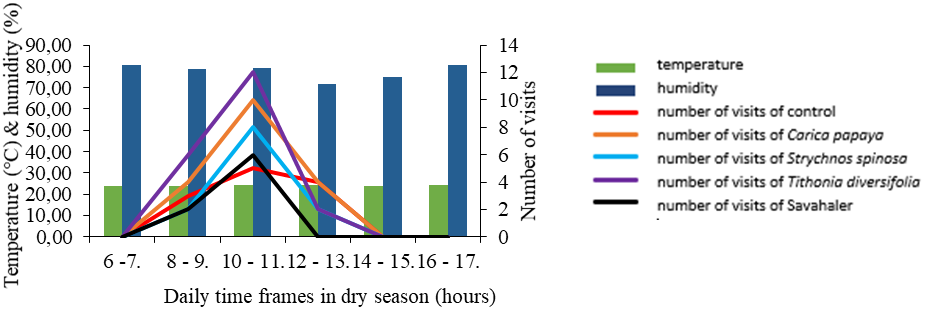 Temperature (°C) & humidity (%)
90,00
80,00
70,00
60,00
50,00
40,00
30,00
20,00
10,00
0,00
14
12
10
8
6
4
2
0
Number of visits
6 -7.
8 - 9.
10 - 11.
12 - 13.
14 - 15.
16 - 17.
Daily time frames in dry season (hours)
temperature
humidity
number of visits of control
number of visits of Carica papaya
number of visits of Strychnos spinosa
number of visits of Tithonia diversifolia
number of visits of Savahaler